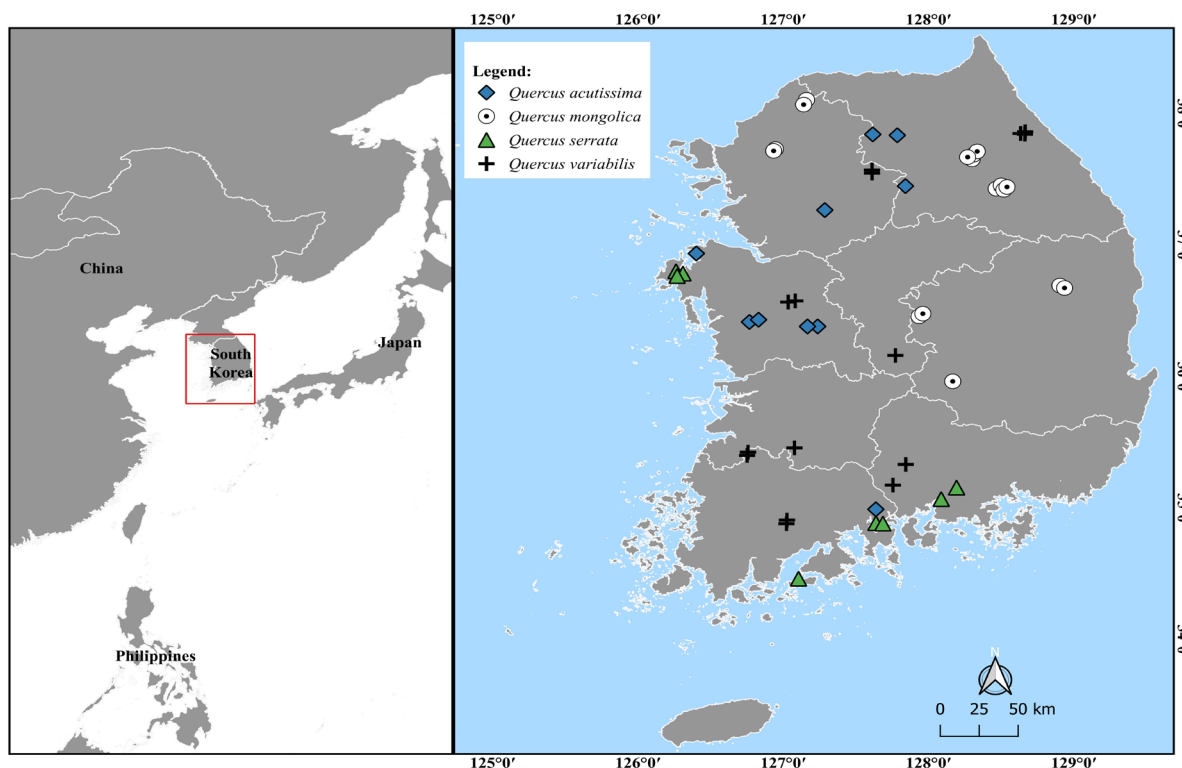 125°0′ 126°0′ 127°0′ 128°0′ 129°0′
Legend:
Quercus acutissima
Quercus mongolica
Quercus serrata
Quercus variabilis
China
South
Korea
Japan
Philippines
N
0 25 50 km
125°0′ 126°0′ 127°0′ 128°0′ 129°0′